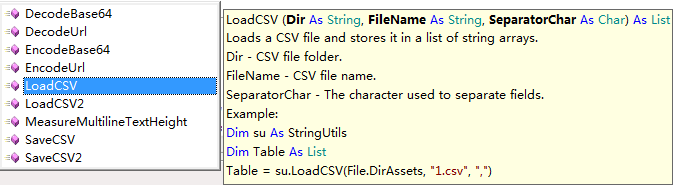 DecodeBase64
DecodeUrl
EncodeBase64
EncodeUrl
LoadCSV
LoadCSV2
MeasureMultilineTextHeight
SaveCSV
SaveCSV2
LoadCSV (Dir As String, FileName As String, SeparatorChar As Char) As List
Loads a CSV file and stores it in a list of string arrays.
Dir - CSV file folder.
FileName - CSV file name.
SeparatorChar - The character used to separate fields.
Example:
Dim su As StringUtils
Dim Table As List
Table = su.LoadCSV(File.DirAssets, "1.csv", ",")